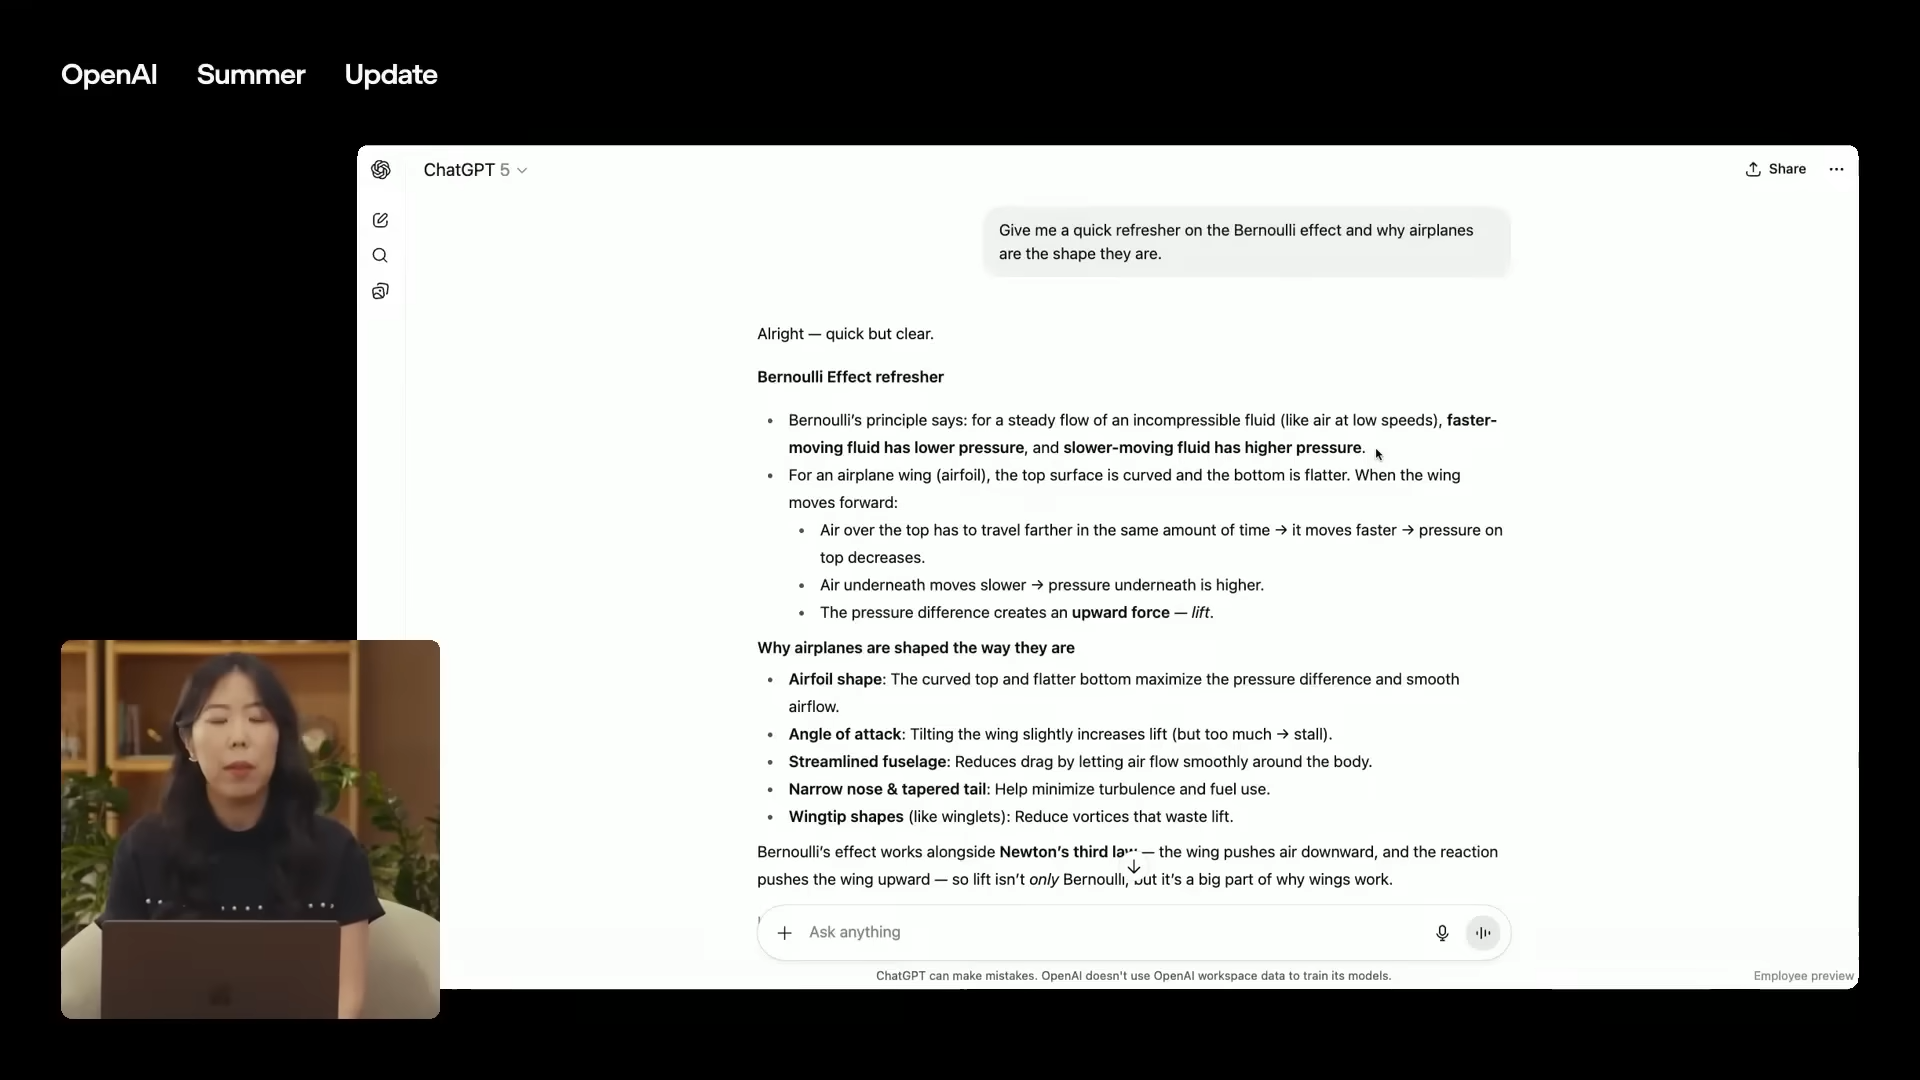 OpenAI Summer Update
ChatGPT 5
Share
Give me a quick refresher on the Bernoulli effect and why airplanes
are the shape they are.
Alright — quick but clear.
Bernoulli Effect refresher
• Bernoulli's principle says: for a steady flow of an incompressible fluid (like air at low speeds), faster-
moving fluid has lower pressure, and slower-moving fluid has higher pressure.
• For an airplane wing (airfoil), the top surface is curved and the bottom is flatter. When the wing
moves forward:
• Air over the top has to travel farther in the same amount of time → it moves faster → pressure on
top decreases.
• Air underneath moves slower → pressure underneath is higher.
• The pressure difference creates an upward force — lift.
Why airplanes are shaped the way they are
• Airfoil shape: The curved top and flatter bottom maximize the pressure difference and smooth
airflow.
• Angle of attack: Tilting the wing slightly increases lift (but too much → stall).
• Streamlined fuselage: Reduces drag by letting air flow smoothly around the body.
• Narrow nose & tapered tail: Help minimize turbulence and fuel use.
• Wingtip shapes (like winglets): Reduce vortices that waste lift.
Bernoulli's effect works alongside Newton's third law — the wing pushes air downward, and the reaction
pushes the wing upward — so lift isn't only Bernoulli, but it's a big part of why wings work.
Ask anything
ChatGPT can make mistakes. OpenAI doesn't use OpenAI workspace data to train its models.
Employee preview